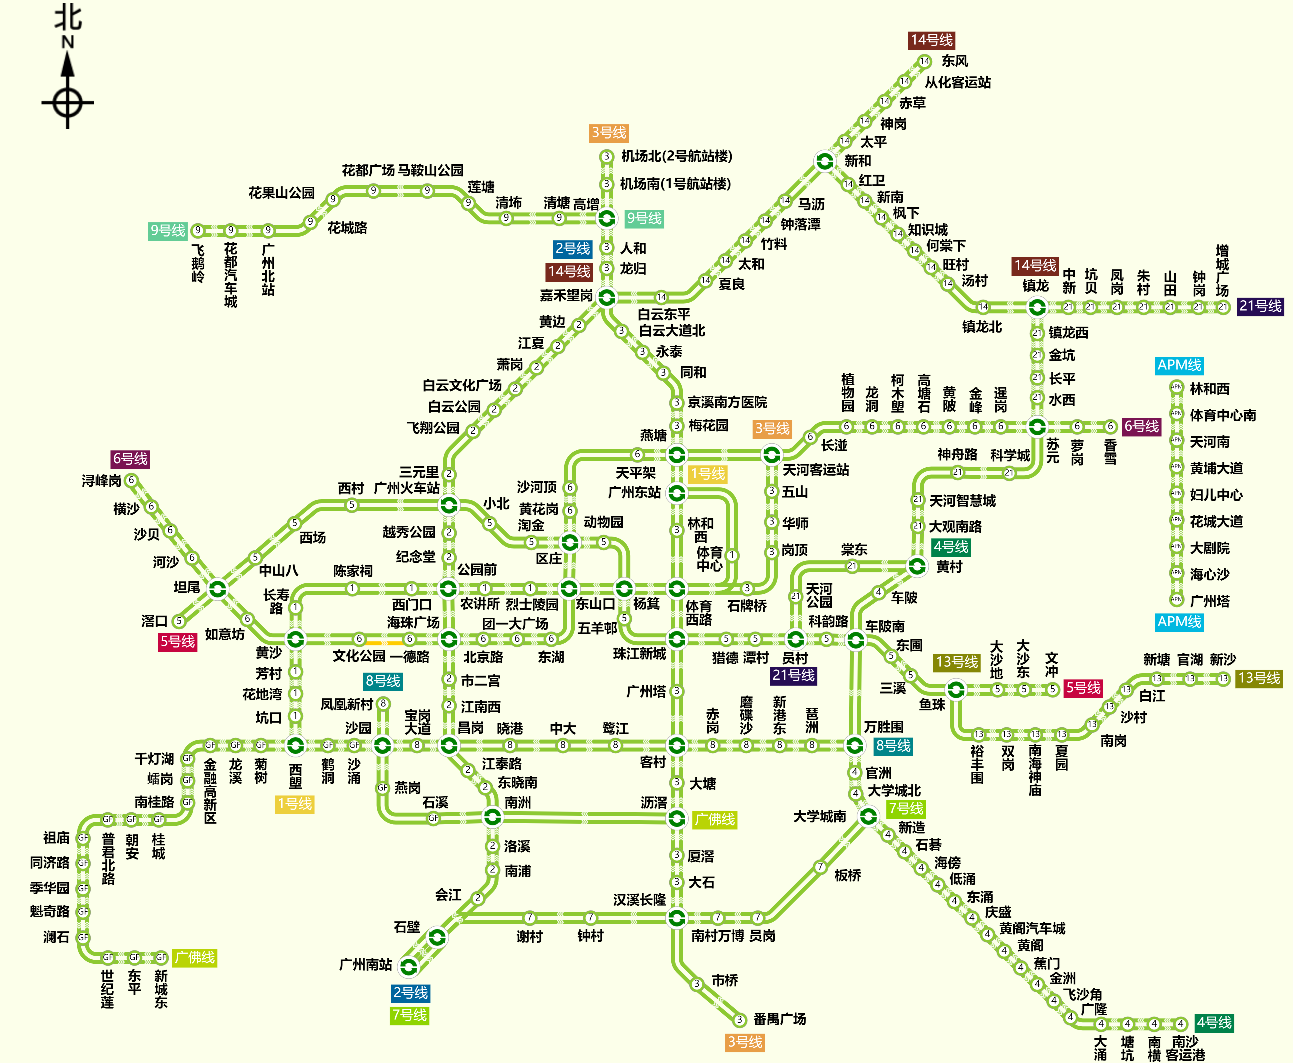 北
N
14号线
东风
从化客运站
赤草
神岗
太平
新和
3号线
机场北(2号航站楼)
机场南(1号航站楼)
花都广场
马鞍山公园
花果山公园
莲塘
清㘵
清塘
高增
9号线
花城路
9号线
飞鹅岭
花都汽车城
广州北站
2号线
人和
14号线
龙归
嘉禾望岗
马沥
钟落潭
竹料
太和
夏良
白云东平
红卫
新南
枫下
知识城
何棠下
旺村
汤村
镇龙北
14号线
镇龙
中新
坑贝
凤岗
朱村
山田
钟岗
增城广场
21号线
镇龙西
金坑
长平
水西
黄边
江夏
萧岗
白云文化广场
白云公园
飞翔公园
三元里
广州火车站
白云大道北
永泰
同和
京溪南方医院
梅花园
燕塘
3号线
天河客运站
1号线
植物园
龙洞
柯木塱
高塘石
黄陂
金峰
暹岗
长湴
6号线
苏元
萝岗
香雪
APM线
林和西
体育中心南
天河南
黄埔大道
妇儿中心
花城大道
大剧院
海心沙
广州塔
APM线
6号线
浔峰岗
横沙
沙贝
河沙
坦尾
滘口
5号线
如意坊
中山八
西场
西村
小北
淘金
区庄
动物园
沙河顶
黄花岗
天平架
广州东站
林和西
体育中心
五山
华师
岗顶
石牌桥
神舟路
科学城
天河智慧城
大观南路
4号线
黄村
棠东
天河公园
科韵路
车陂
车陂南
越秀公园
纪念堂
公园前
陈家祠
长寿路
西门口
农讲所
烈士陵园
东山口
杨箕
体育西路
海珠广场
团一大广场
五羊邨
黄沙
文化公园
一德路
北京路
东湖
珠江新城
猎德
潭村
员村
21号线
东圃
三溪
鱼珠
13号线
大沙地
大沙东
文冲
5号线
新塘
官湖
新沙
13号线
白江
沙村
南岗
裕丰围
双岗
南海神庙
夏园
芳村
花地湾
坑口
8号线
凤凰新村
沙园
宝岗大道
市二宫
江南西
昌岗
晓港
中大
鹭江
广州塔
客村
赤岗
磨碟沙
新港东
琶洲
万胜围
8号线
千灯湖
𧒽岗
南桂路
金融高新区
龙溪
菊树
西塱
1号线
鹤洞
沙涌
燕岗
石溪
江泰路
东晓南
南洲
大塘
沥滘
广佛线
官洲
大学城北
7号线
大学城南
新造
石碁
海傍
低涌
东涌
庆盛
黄阁汽车城
黄阁
蕉门
金洲
飞沙角
广隆
大涌
塘坑
南横
南沙客运港
4号线
祖庙
同济路
季华园
魁奇路
澜石
普君北路
朝安
桂城
世纪莲
东平
新城东
广佛线
洛溪
南浦
会江
石壁
广州南站
2号线
7号线
谢村
钟村
汉溪长隆
厦滘
大石
南村万博
员岗
板桥
市桥
番禺广场
3号线